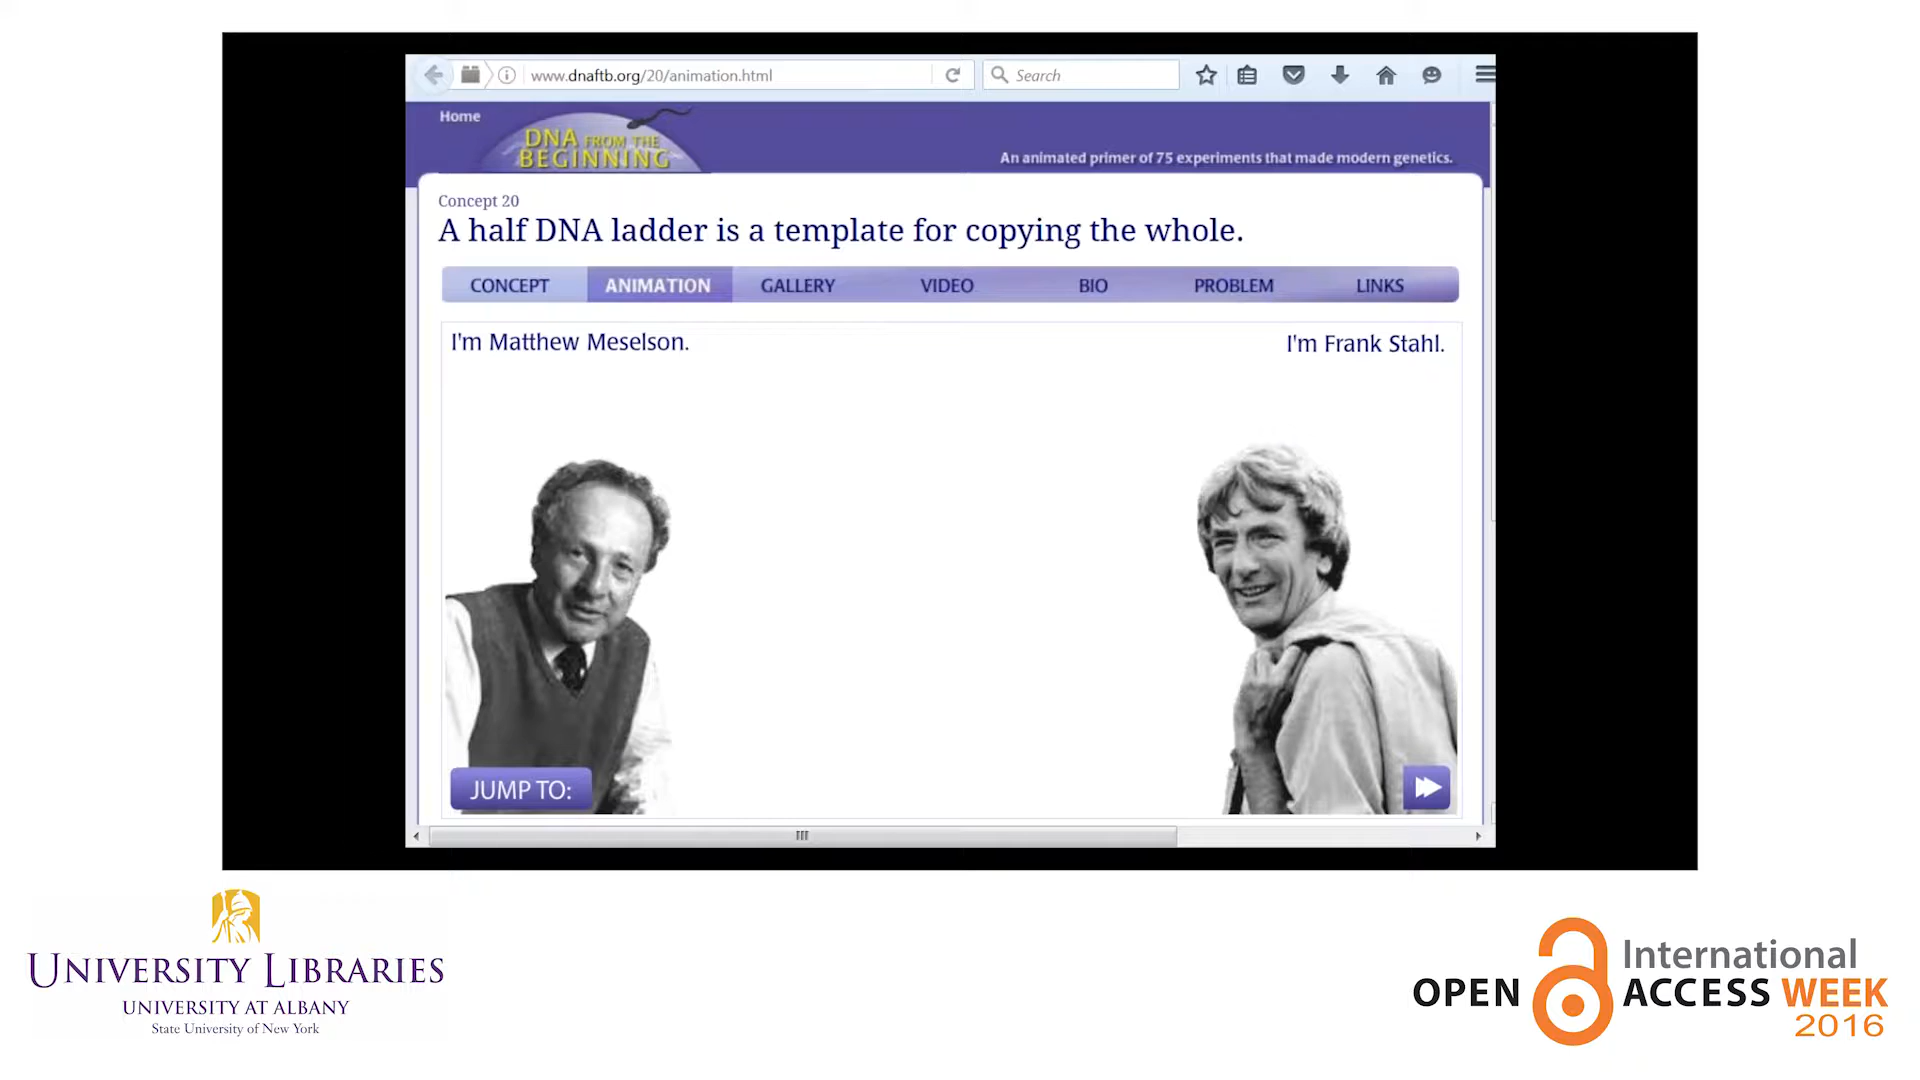 www.dnaftb.org/20/animation.html
Search
Home
DNA FROM THE
BEGINNING
An animated primer of 75 experiments that made modern genetics.
Concept 20
A half DNA ladder is a template for copying the whole.
CONCEPT ANIMATION GALLERY VIDEO BIO PROBLEM LINKS
I'm Matthew Meselson.
I'm Frank Stahl.
JUMP TO:
UNIVERSITY LIBRARIES
UNIVERSITY AT ALBANY
State University of New York
International
OPEN ACCESS WEEK
2016